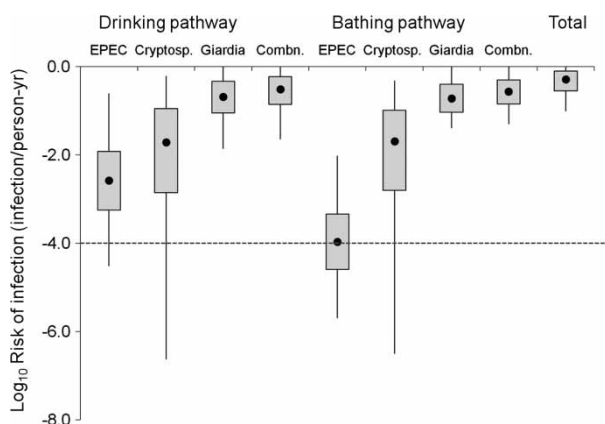 Drinking pathway Bathing pathway Total
EPEC Cryptosp. Giardia Combn. EPEC Cryptosp. Giardia Combn.
0.0
-2.0
-4.0
-6.0
-8.0
Log10 Risk of infection (infection/person-yr)